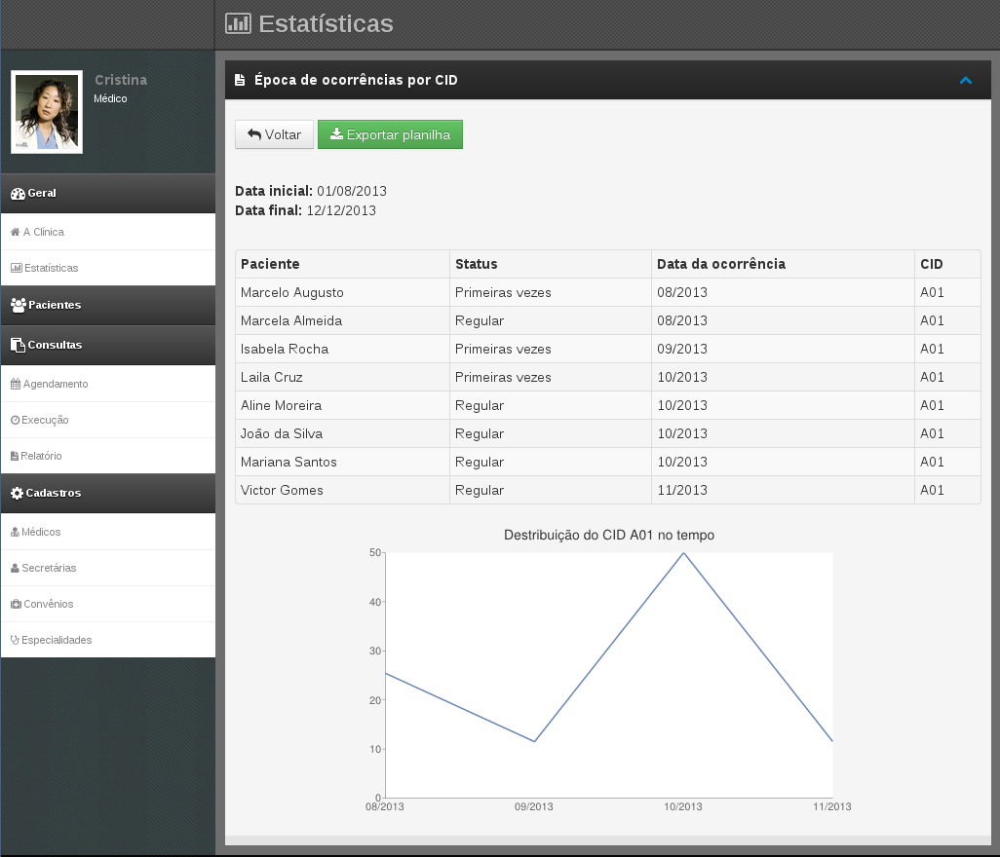 Estatísticas
Cristina
Médico
Geral
A Clínica
Estatísticas
Pacientes
Consultas
Agendamento
Execução
Relatório
Cadastros
Médicos
Secretárias
Convênios
Especialidades
Época de ocorrências por CID
Voltar Exportar planilha
Data inicial: 01/08/2013
Data final: 12/12/2013
Paciente Status Data da ocorrência CID
Marcelo Augusto Primeiras vezes 08/2013 A01
Marcela Almeida Regular 08/2013 A01
Isabela Rocha Primeiras vezes 09/2013 A01
Laila Cruz Primeiras vezes 10/2013 A01
Aline Moreira Regular 10/2013 A01
João da Silva Regular 10/2013 A01
Mariana Santos Regular 10/2013 A01
Victor Gomes Regular 11/2013 A01
Destribuição do CID A01 no tempo
50
40
30
20
10
0
08/2013 09/2013 10/2013 11/2013